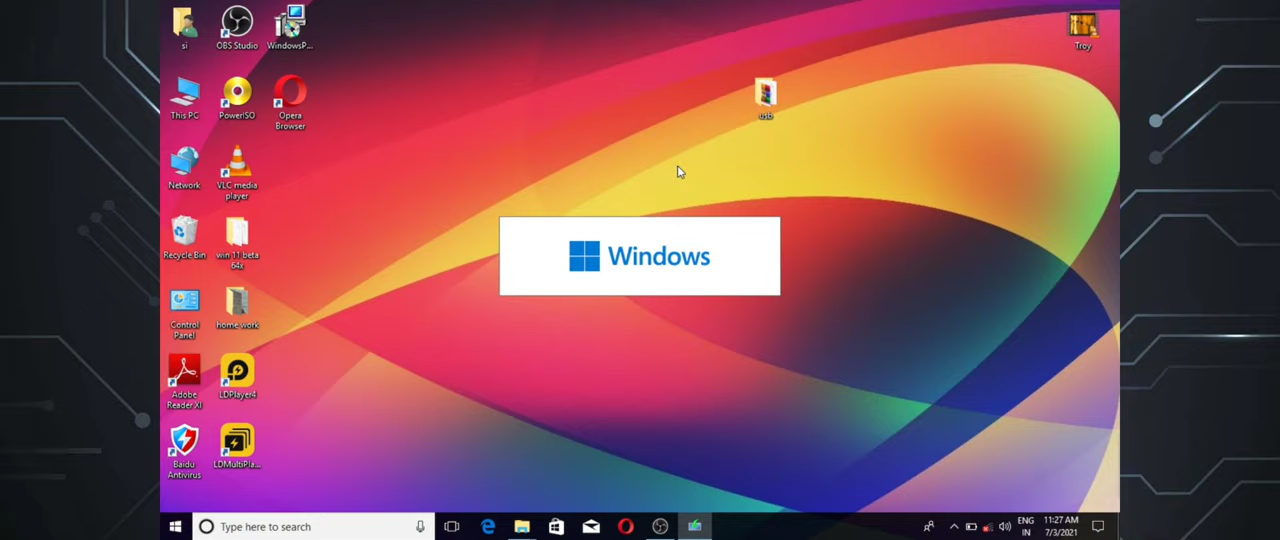 si
OBS Studio
WindowsP...
Troy
This PC
PowerISO
Opera
Browser
usb
Network
VLC media
player
Windows
Recycle Bin
win 11 beta
64x
Control
Panel
home work
Adobe
Reader XI
LDPlayer4
Baidu
Antivirus
LDMultiPla...
Type here to search
ENG
IN
11:27 AM
7/3/2021